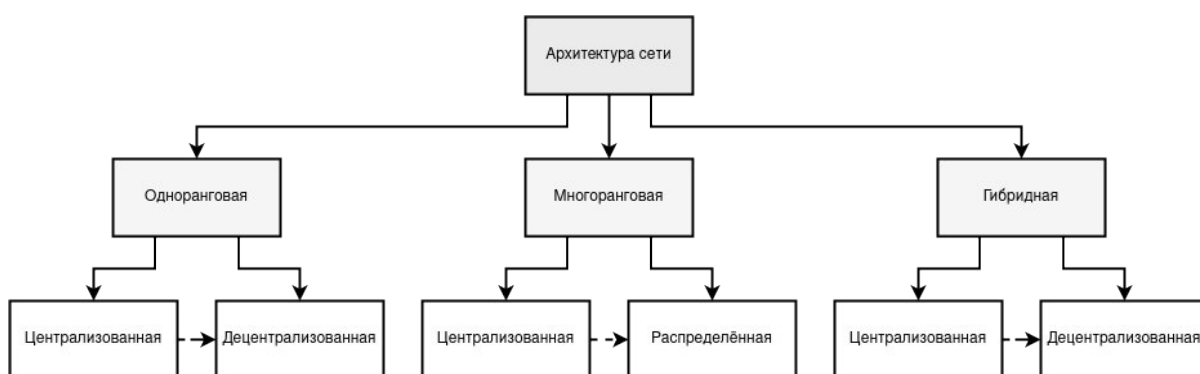 Архитектура сети
Одноранговая
Многоранговая
Гибридная
Централизованная
Децентрализованная
Централизованная
Распределённая
Централизованная
Децентрализованная